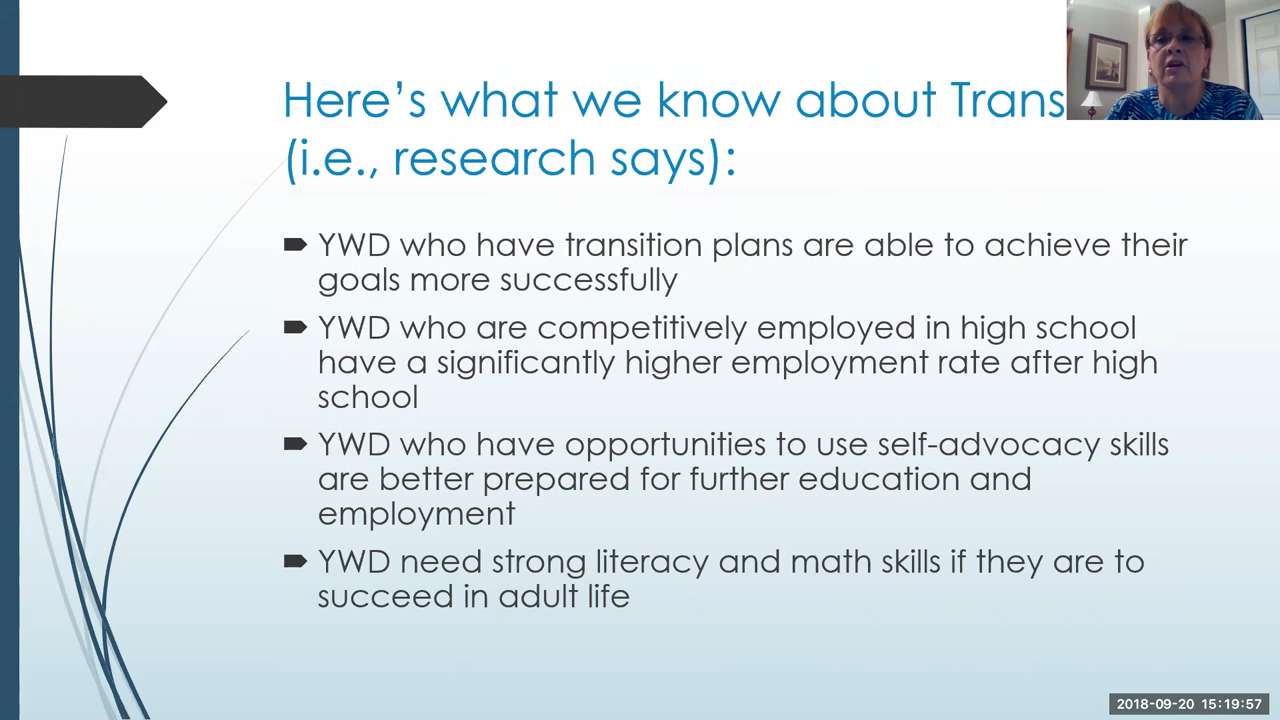 Here’s what we know about Trans
(i.e., research says):
YWD who have transition plans are able to achieve their
goals more successfully
YWD who are competitively employed in high school
have a significantly higher employment rate after high
school
YWD who have opportunities to use self-advocacy skills
are better prepared for further education and
employment
YWD need strong literacy and math skills if they are to
succeed in adult life
2018-09-20 15:19:57